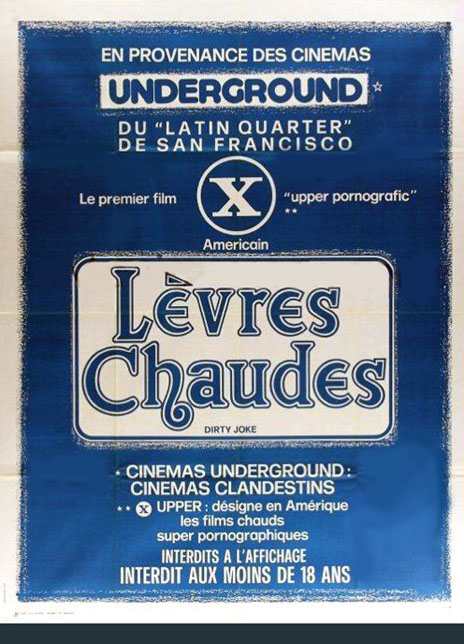 EN PROVENANCE DES CINEMAS
UNDERGROUND *
DU "LATIN QUARTER"
DE SAN FRANCISCO
Le premier film X "upper pornografic"
**
Americain
LÈVRES
Chaudes
DIRTY JOKE
* CINEMAS UNDERGROUND :
CINEMAS CLANDESTINS
** X UPPER : désigne en Amérique
les films chauds
super pornographiques
INTERDITS A L'AFFICHAGE
INTERDIT AUX MOINS DE 18 ANS